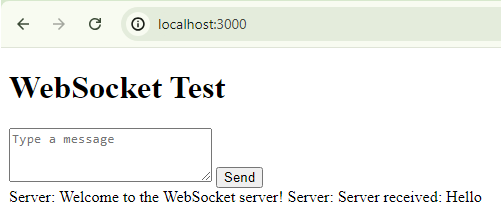 localhost:3000
WebSocket Test
Type a message
Send
Server: Welcome to the WebSocket server! Server: Server received: Hello